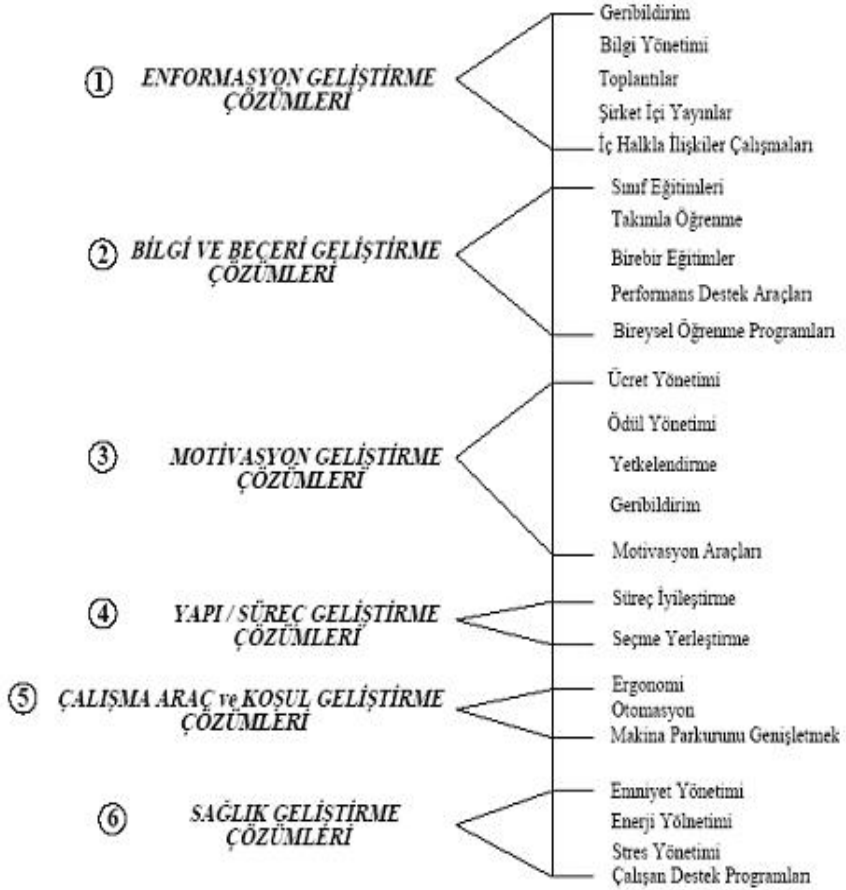 ① ENFORMASYON GELİŞTİRME
ÇÖZÜMLERİ
Geribildirim
Bilgi Yönetimi
Toplantılar
Şirket İçi Yayınlar
İç Halkla İlişkiler Çalışmaları
② BİLGİ VE BECERİ GELİŞTİRME
ÇÖZÜMLERİ
Sınıf Eğitimleri
Takımla Öğrenme
Birebir Eğitimler
Performans Destek Araçları
Bireysel Öğrenme Programları
③ MOTİVASYON GELİŞTİRME
ÇÖZÜMLERİ
Ücret Yönetimi
Ödül Yönetimi
Yetkelendirme
Geribildirim
Motivasyon Araçları
④ YAPI / SÜREÇ GELİŞTİRME
ÇÖZÜMLERİ
Süreç İyileştirme
Seçme Yerleştirme
⑤ ÇALIŞMA ARAÇ ve KOŞUL GELİŞTİRME
ÇÖZÜMLERİ
Ergonomi
Otomasyon
Makina Parkurunu Genişletmek
⑥ SAĞLIK GELİŞTİRME
ÇÖZÜMLERİ
Emniyet Yönetimi
Enerji Yölnetimi
Stres Yönetimi
Çalışan Destek Programları